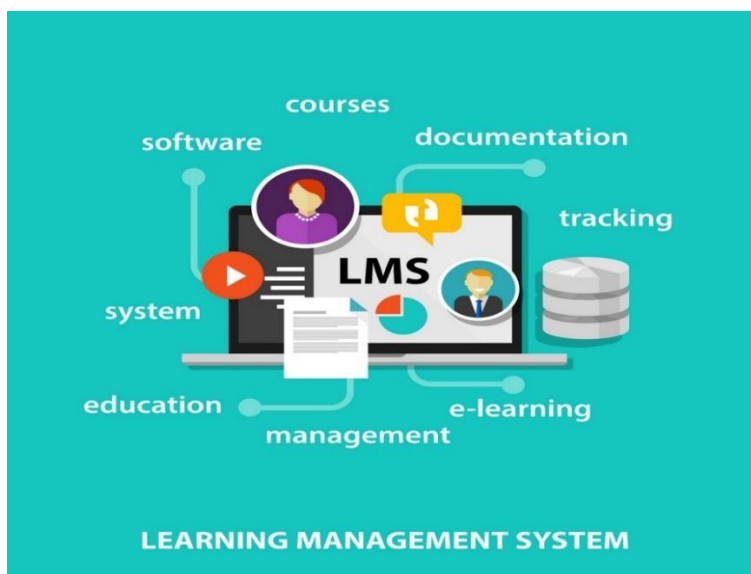 courses
software
documentation
tracking
LMS
system
education
e-learning
management
LEARNING MANAGEMENT SYSTEM